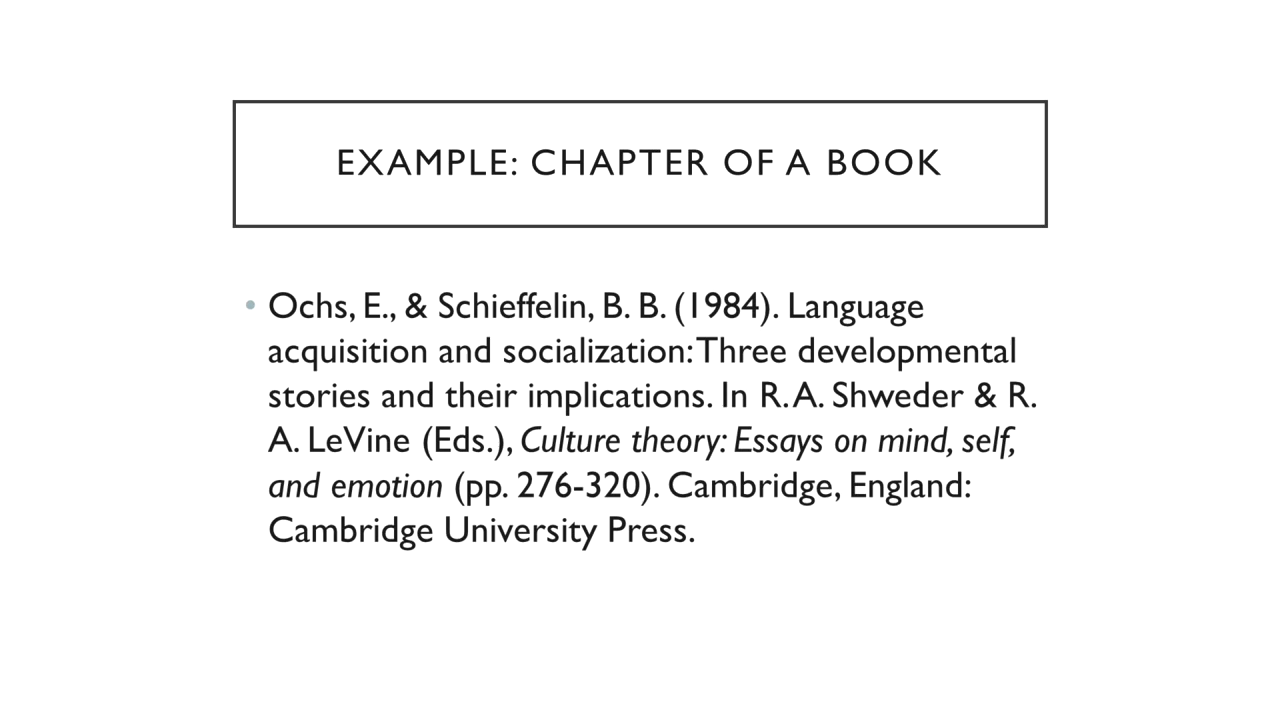 EXAMPLE: CHAPTER OF A BOOK
• Ochs, E., & Schieffelin, B. B. (1984). Language
acquisition and socialization: Three developmental
stories and their implications. In R. A. Shweder & R.
A. LeVine (Eds.), Culture theory: Essays on mind, self,
and emotion (pp. 276-320). Cambridge, England:
Cambridge University Press.